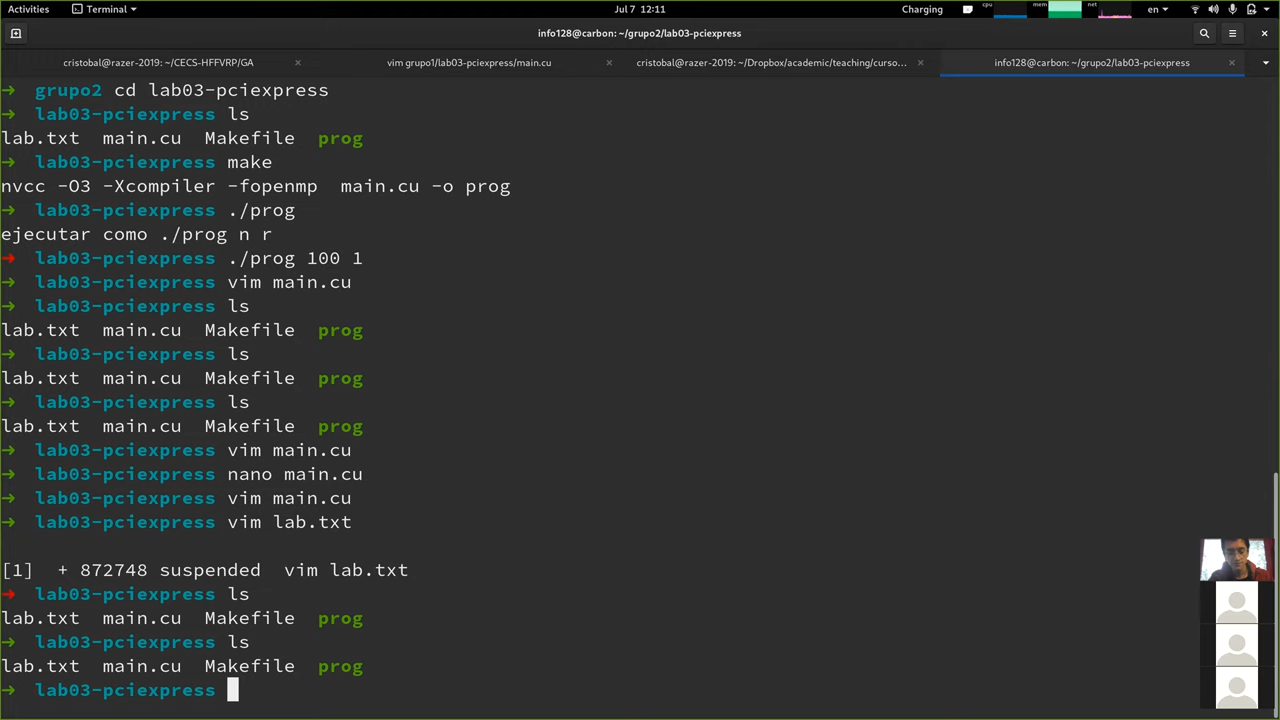 Activities Terminal Jul 7 12:11 Charging cpu mem net en
info128@carbon: ~/grupo2/lab03-pciexpress
cristobal@razer-2019: ~/CECS-HFFVRP/GA × vim grupo1/lab03-pciexpress/main.cu × cristobal@razer-2019: ~/Dropbox/academic/teaching/curso... × info128@carbon: ~/grupo2/lab03-pciexpress ×
→ grupo2 cd lab03-pciexpress
→ lab03-pciexpress ls
lab.txt main.cu Makefile prog
→ lab03-pciexpress make
nvcc -O3 -Xcompiler -fopenmp main.cu -o prog
→ lab03-pciexpress ./prog
ejecutar como ./prog n r
→ lab03-pciexpress ./prog 100 1
→ lab03-pciexpress vim main.cu
→ lab03-pciexpress ls
lab.txt main.cu Makefile prog
→ lab03-pciexpress ls
lab.txt main.cu Makefile prog
→ lab03-pciexpress ls
lab.txt main.cu Makefile prog
→ lab03-pciexpress vim main.cu
→ lab03-pciexpress nano main.cu
→ lab03-pciexpress vim main.cu
→ lab03-pciexpress vim lab.txt
[1] + 872748 suspended vim lab.txt
→ lab03-pciexpress ls
lab.txt main.cu Makefile prog
→ lab03-pciexpress ls
lab.txt main.cu Makefile prog
→ lab03-pciexpress